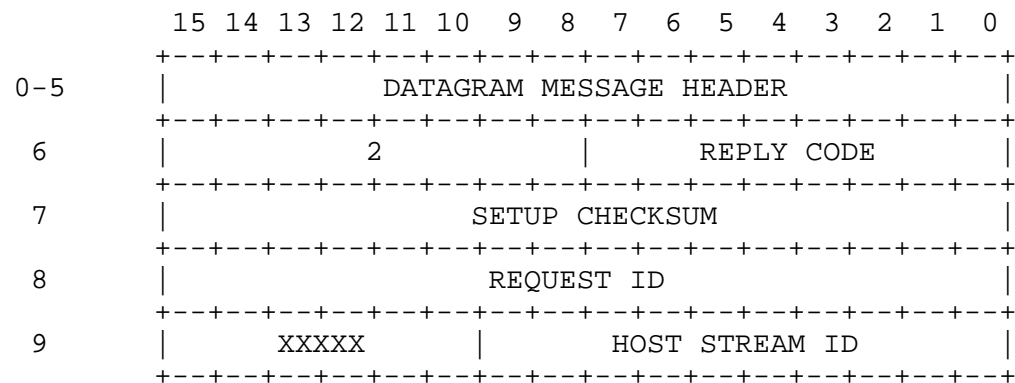 15 14 13 12 11 10 9 8 7 6 5 4 3 2 1 0
+--+--+--+--+--+--+--+--+--+--+--+--+--+--+--+--+
0-5 | DATAGRAM MESSAGE HEADER |
+--+--+--+--+--+--+--+--+--+--+--+--+--+--+--+--+
6 | 2 | REPLY CODE |
+--+--+--+--+--+--+--+--+--+--+--+--+--+--+--+--+
7 | SETUP CHECKSUM |
+--+--+--+--+--+--+--+--+--+--+--+--+--+--+--+--+
8 | REQUEST ID |
+--+--+--+--+--+--+--+--+--+--+--+--+--+--+--+--+
9 | XXXXX | HOST STREAM ID |
+--+--+--+--+--+--+--+--+--+--+--+--+--+--+--+--+